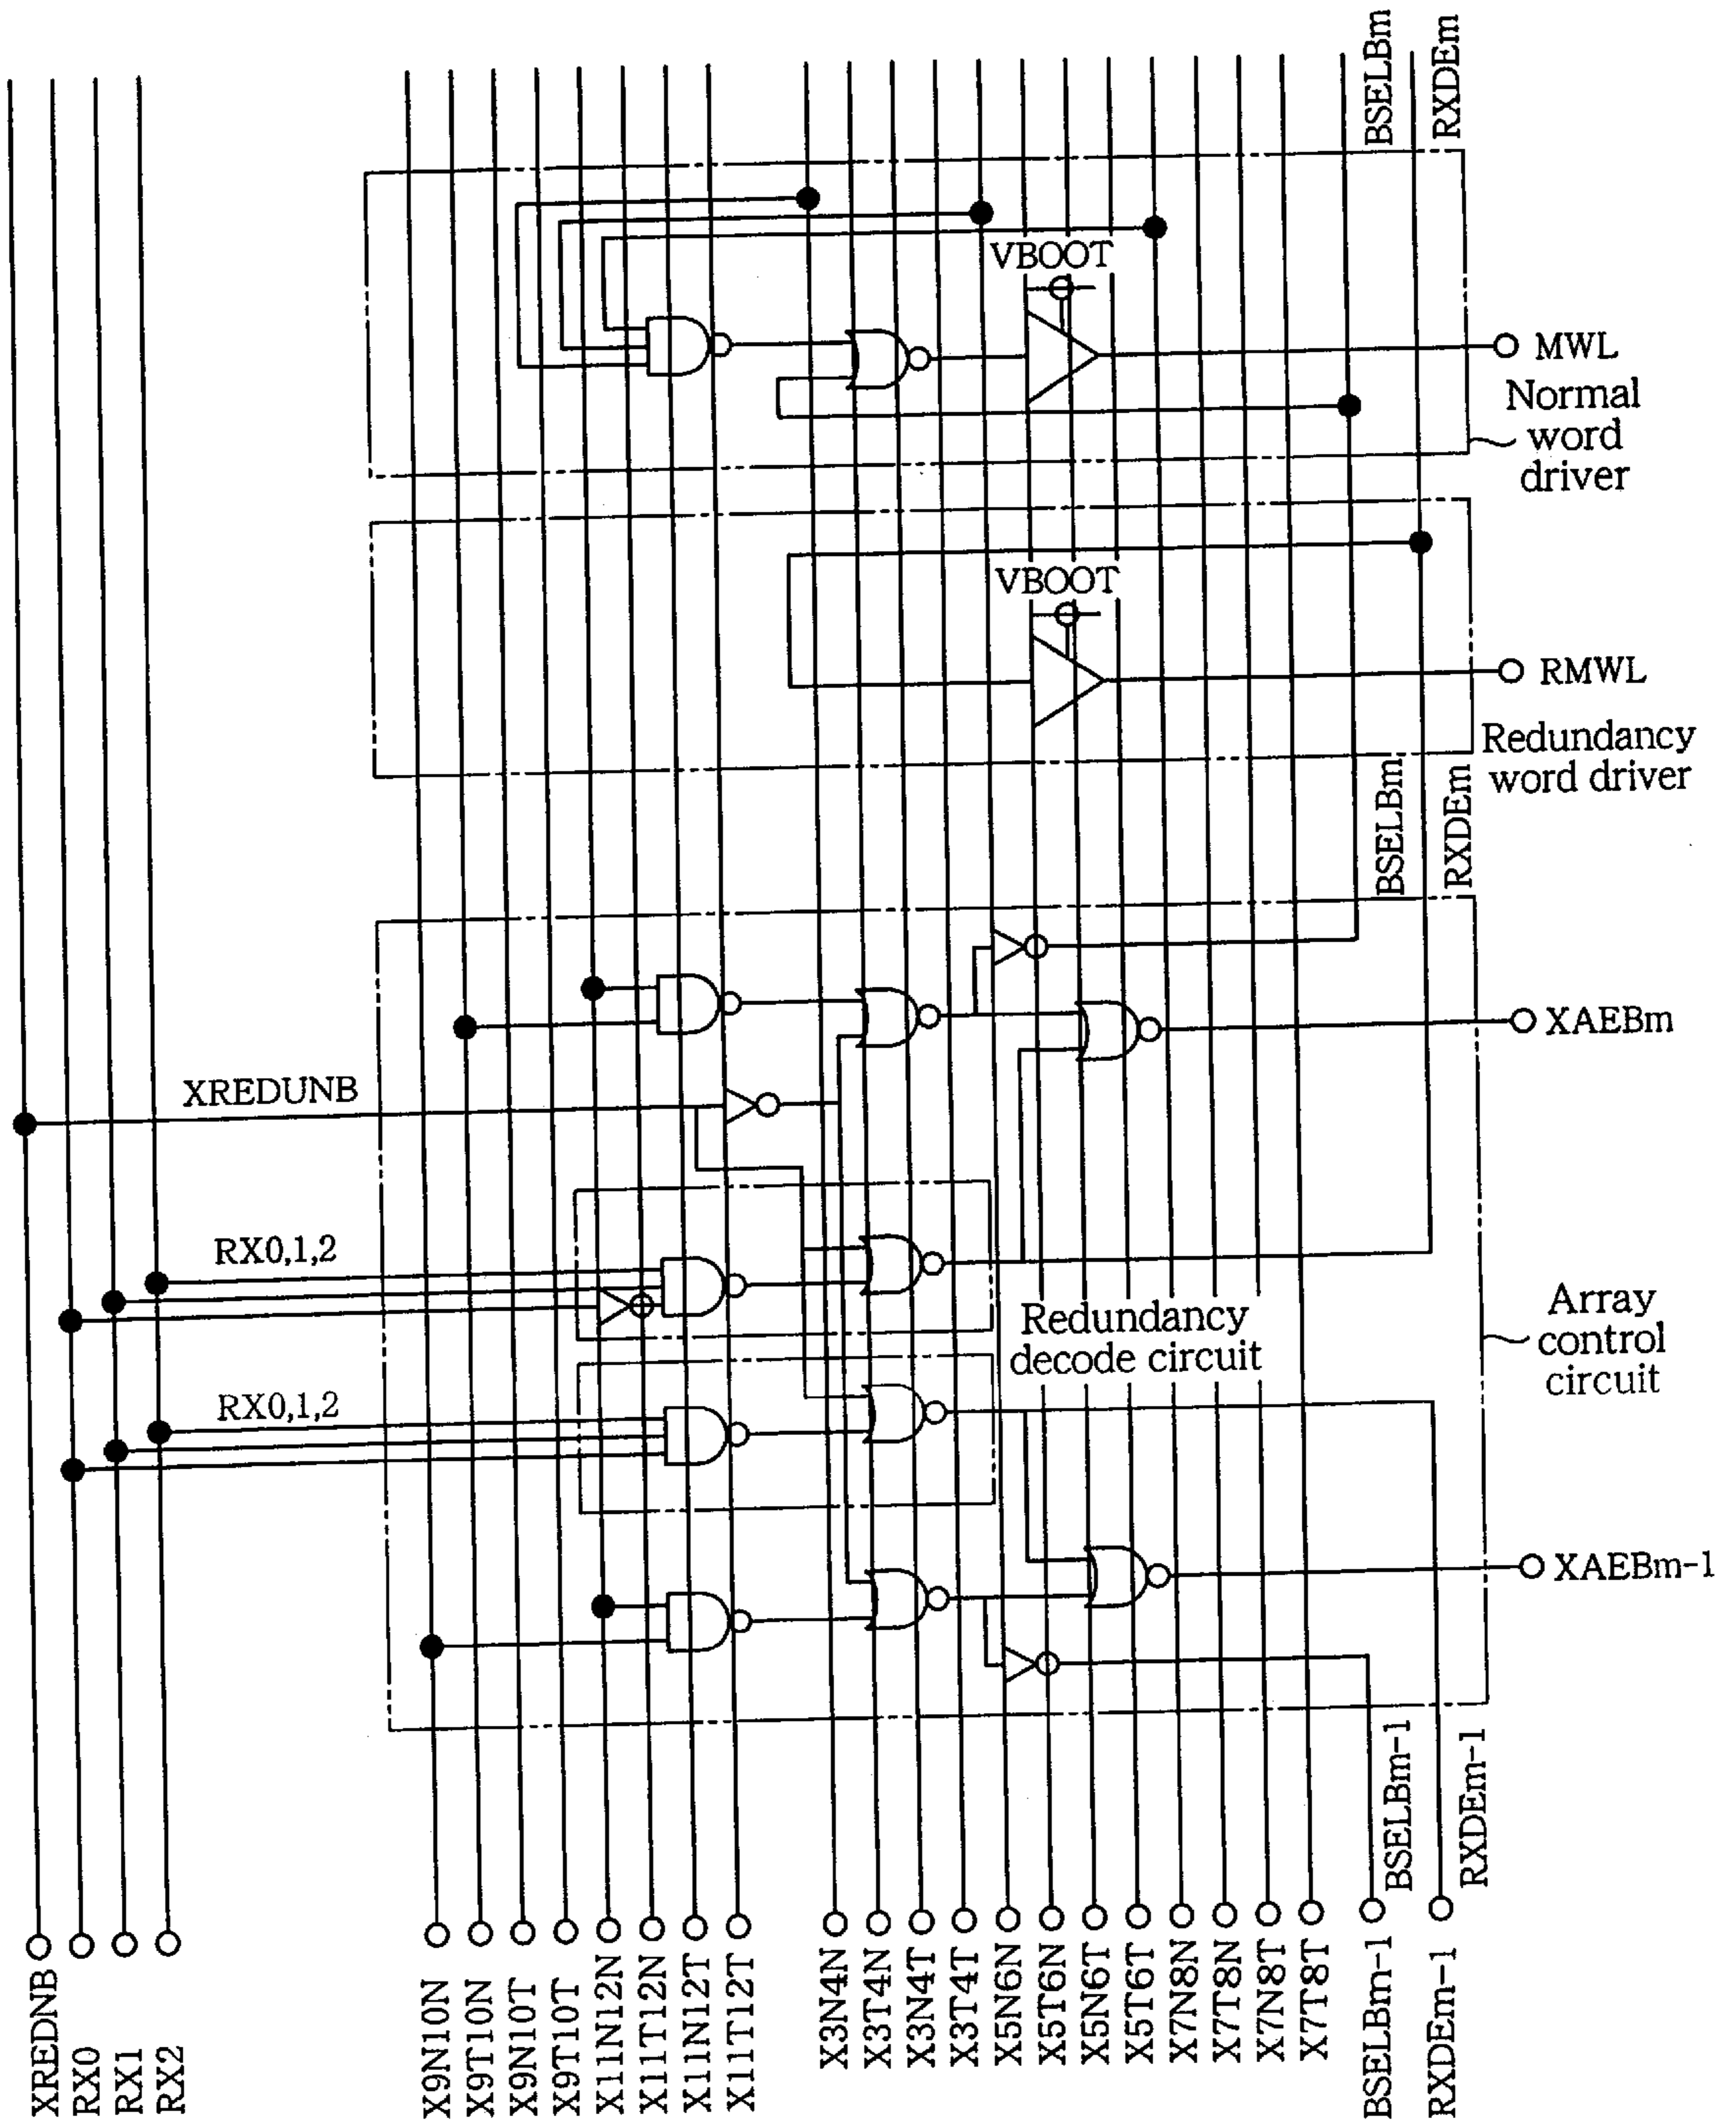 BSELBm
RXDEm
VBOOT
MWL
Normal
word
driver
VBOOT
RMWL
Redundancy
word driver
BSELBm
RXDEm
XAEBm
XREDUNB
RX0,1,2
Redundancy
decode circuit
Array
control
circuit
RX0,1,2
XAEBm-1
BSELBm-1
RXDEm-1
XREDNB
RX0
RX1
RX2
X9N10N
X9T10N
X9N10T
X9T10T
X11N12N
X11T12N
X11N12T
X11T12T
X3N4N
X3T4N
X3N4T
X3T4T
X5N6N
X5T6N
X5N6T
X5T6T
X7N8N
X7T8N
X7N8T
X7T8T
BSELBm-1
RXDEm-1